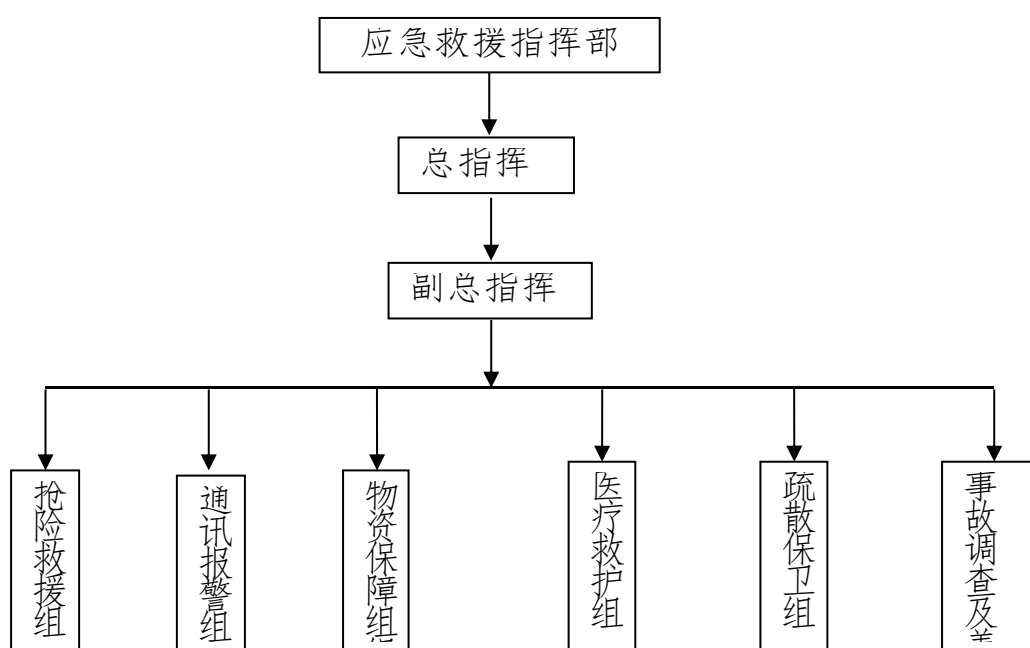 应急救援指挥部
总指挥
副总指挥
抢险救援组
通讯报警组
物资保障组
医疗救护组
疏散保卫组
事故调查及